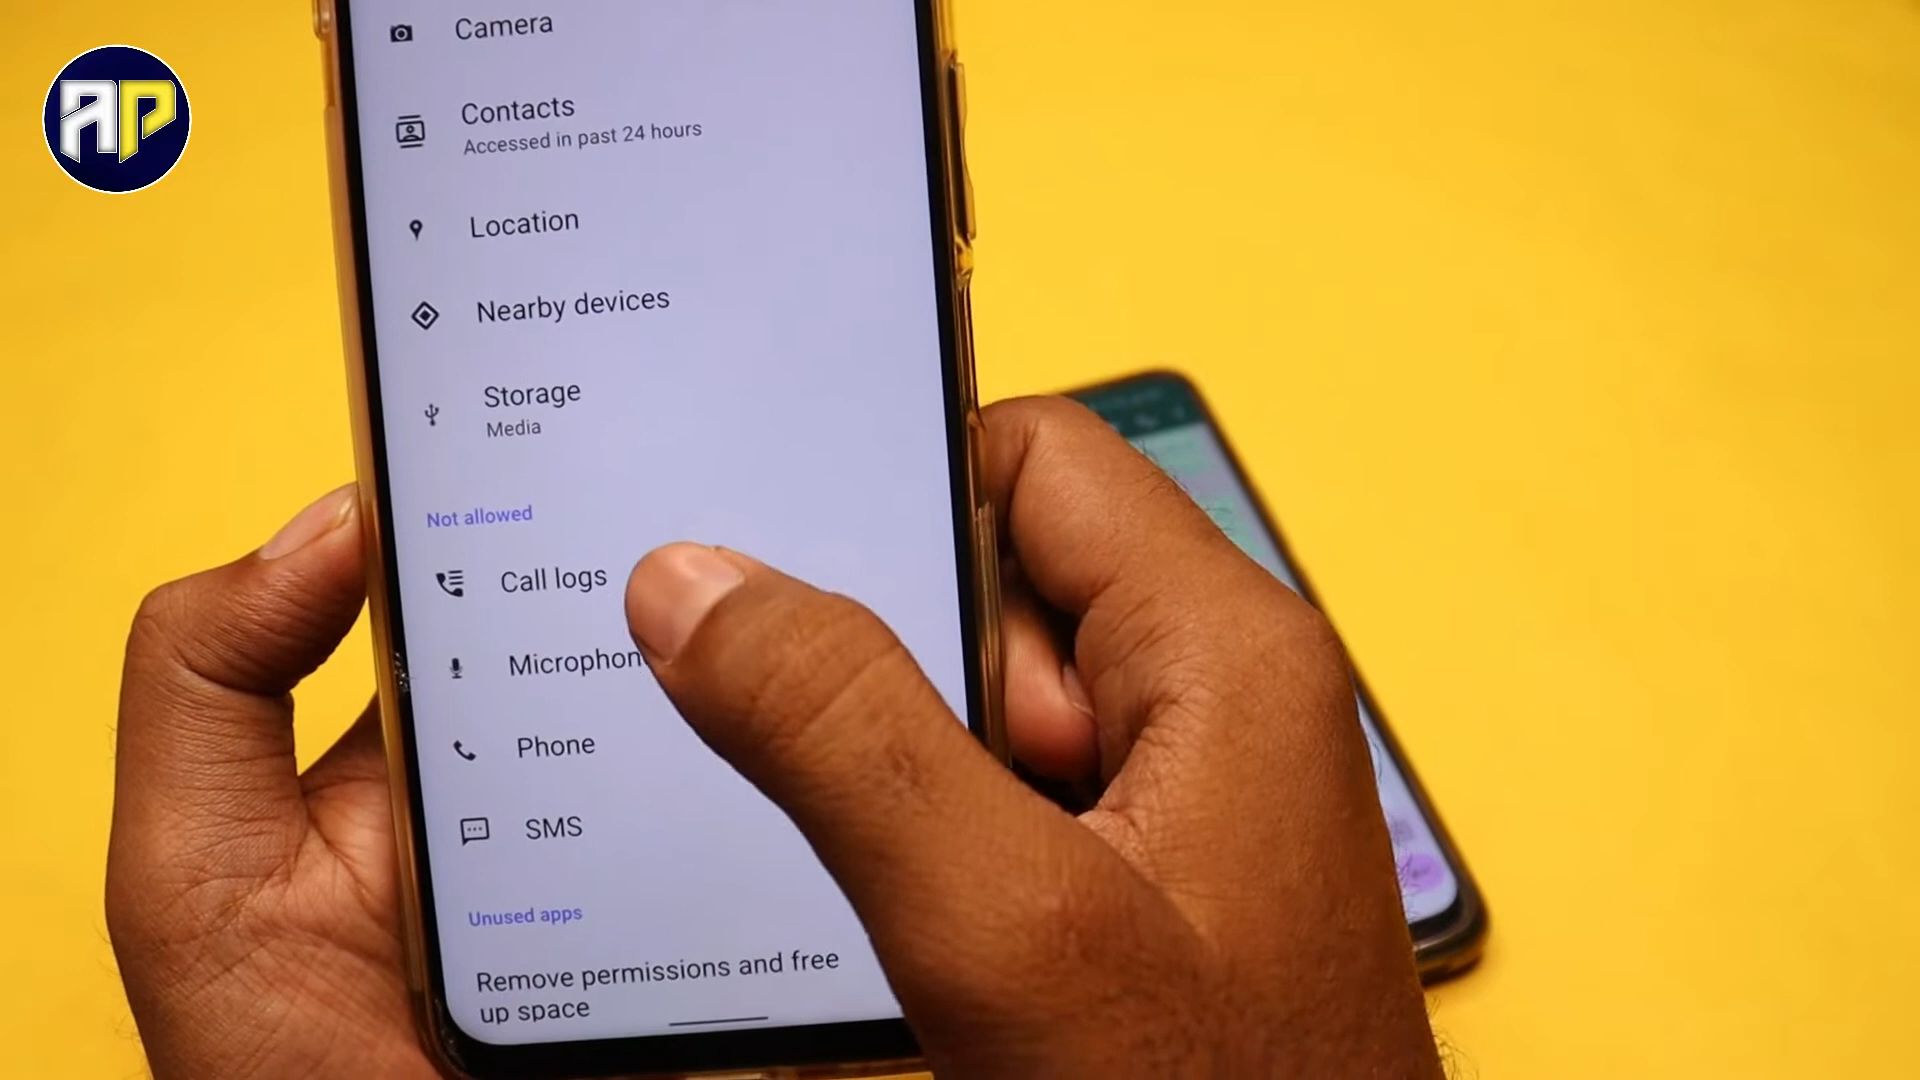 AP
Camera
Contacts
Accessed in past 24 hours
Location
Nearby devices
Storage
Media
Not allowed
Call logs
Microphon
Phone
SMS
Unused apps
Remove permissions and free
up space